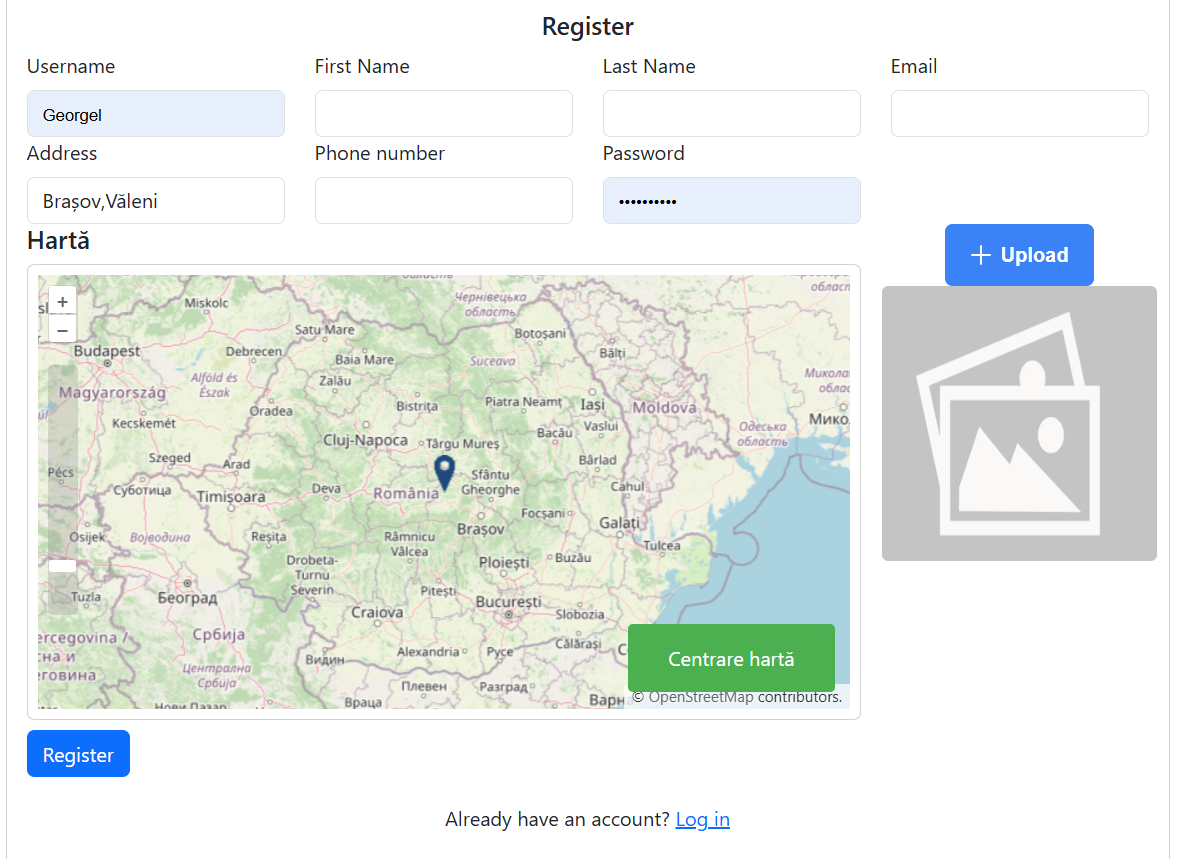 Register
Username First Name Last Name Email
Georgel
Address Phone number Password
Brașov,Văleni ••••••••••
Hartă
+ Upload
+
−
Чернівецька
область
Miskolc
Satu Mare
Botoșani
Budapest
Debrecen
Baia Mare
Suceava
Bălți
Zalău
Alföld és
Észak
Magyarország
Kecskemét
Oradea
Bistrița
Piatra Neamț
Iași
Moldova
Cluj-Napoca
Târgu Mureș
Bacău
Vaslui
Одеська
область
Szeged
Arad
Bârlad
Pécs
Суботица
Timișoara
Deva
România
Sfântu
Gheorghe
Cahul
Osijek
Војводина
Reșița
Râmnicu
Vâlcea
Brașov
Focșani
Galați
Tulcea
Drobeta-
Turnu
Severin
Ploiești
Buzău
Tuzla
Београд
Pitești
București
Craiova
Slobozia
Србија
Călărași
Видин
Alexandria
Русе
Централна
Србија
Плевен
Разград
Нови Пазар
Враца
Centrare hartă
© OpenStreetMap contributors.
Register
Already have an account? Log in